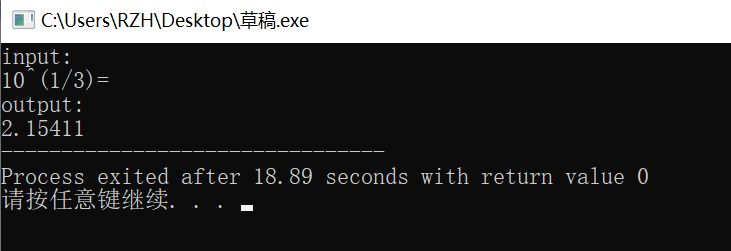 C:\Users\RZH\Desktop\草稿.exe
input:
10^(1/3)=
output:
2.15411
--------------------------------
Process exited after 18.89 seconds with return value 0
请按任意键继续. . .